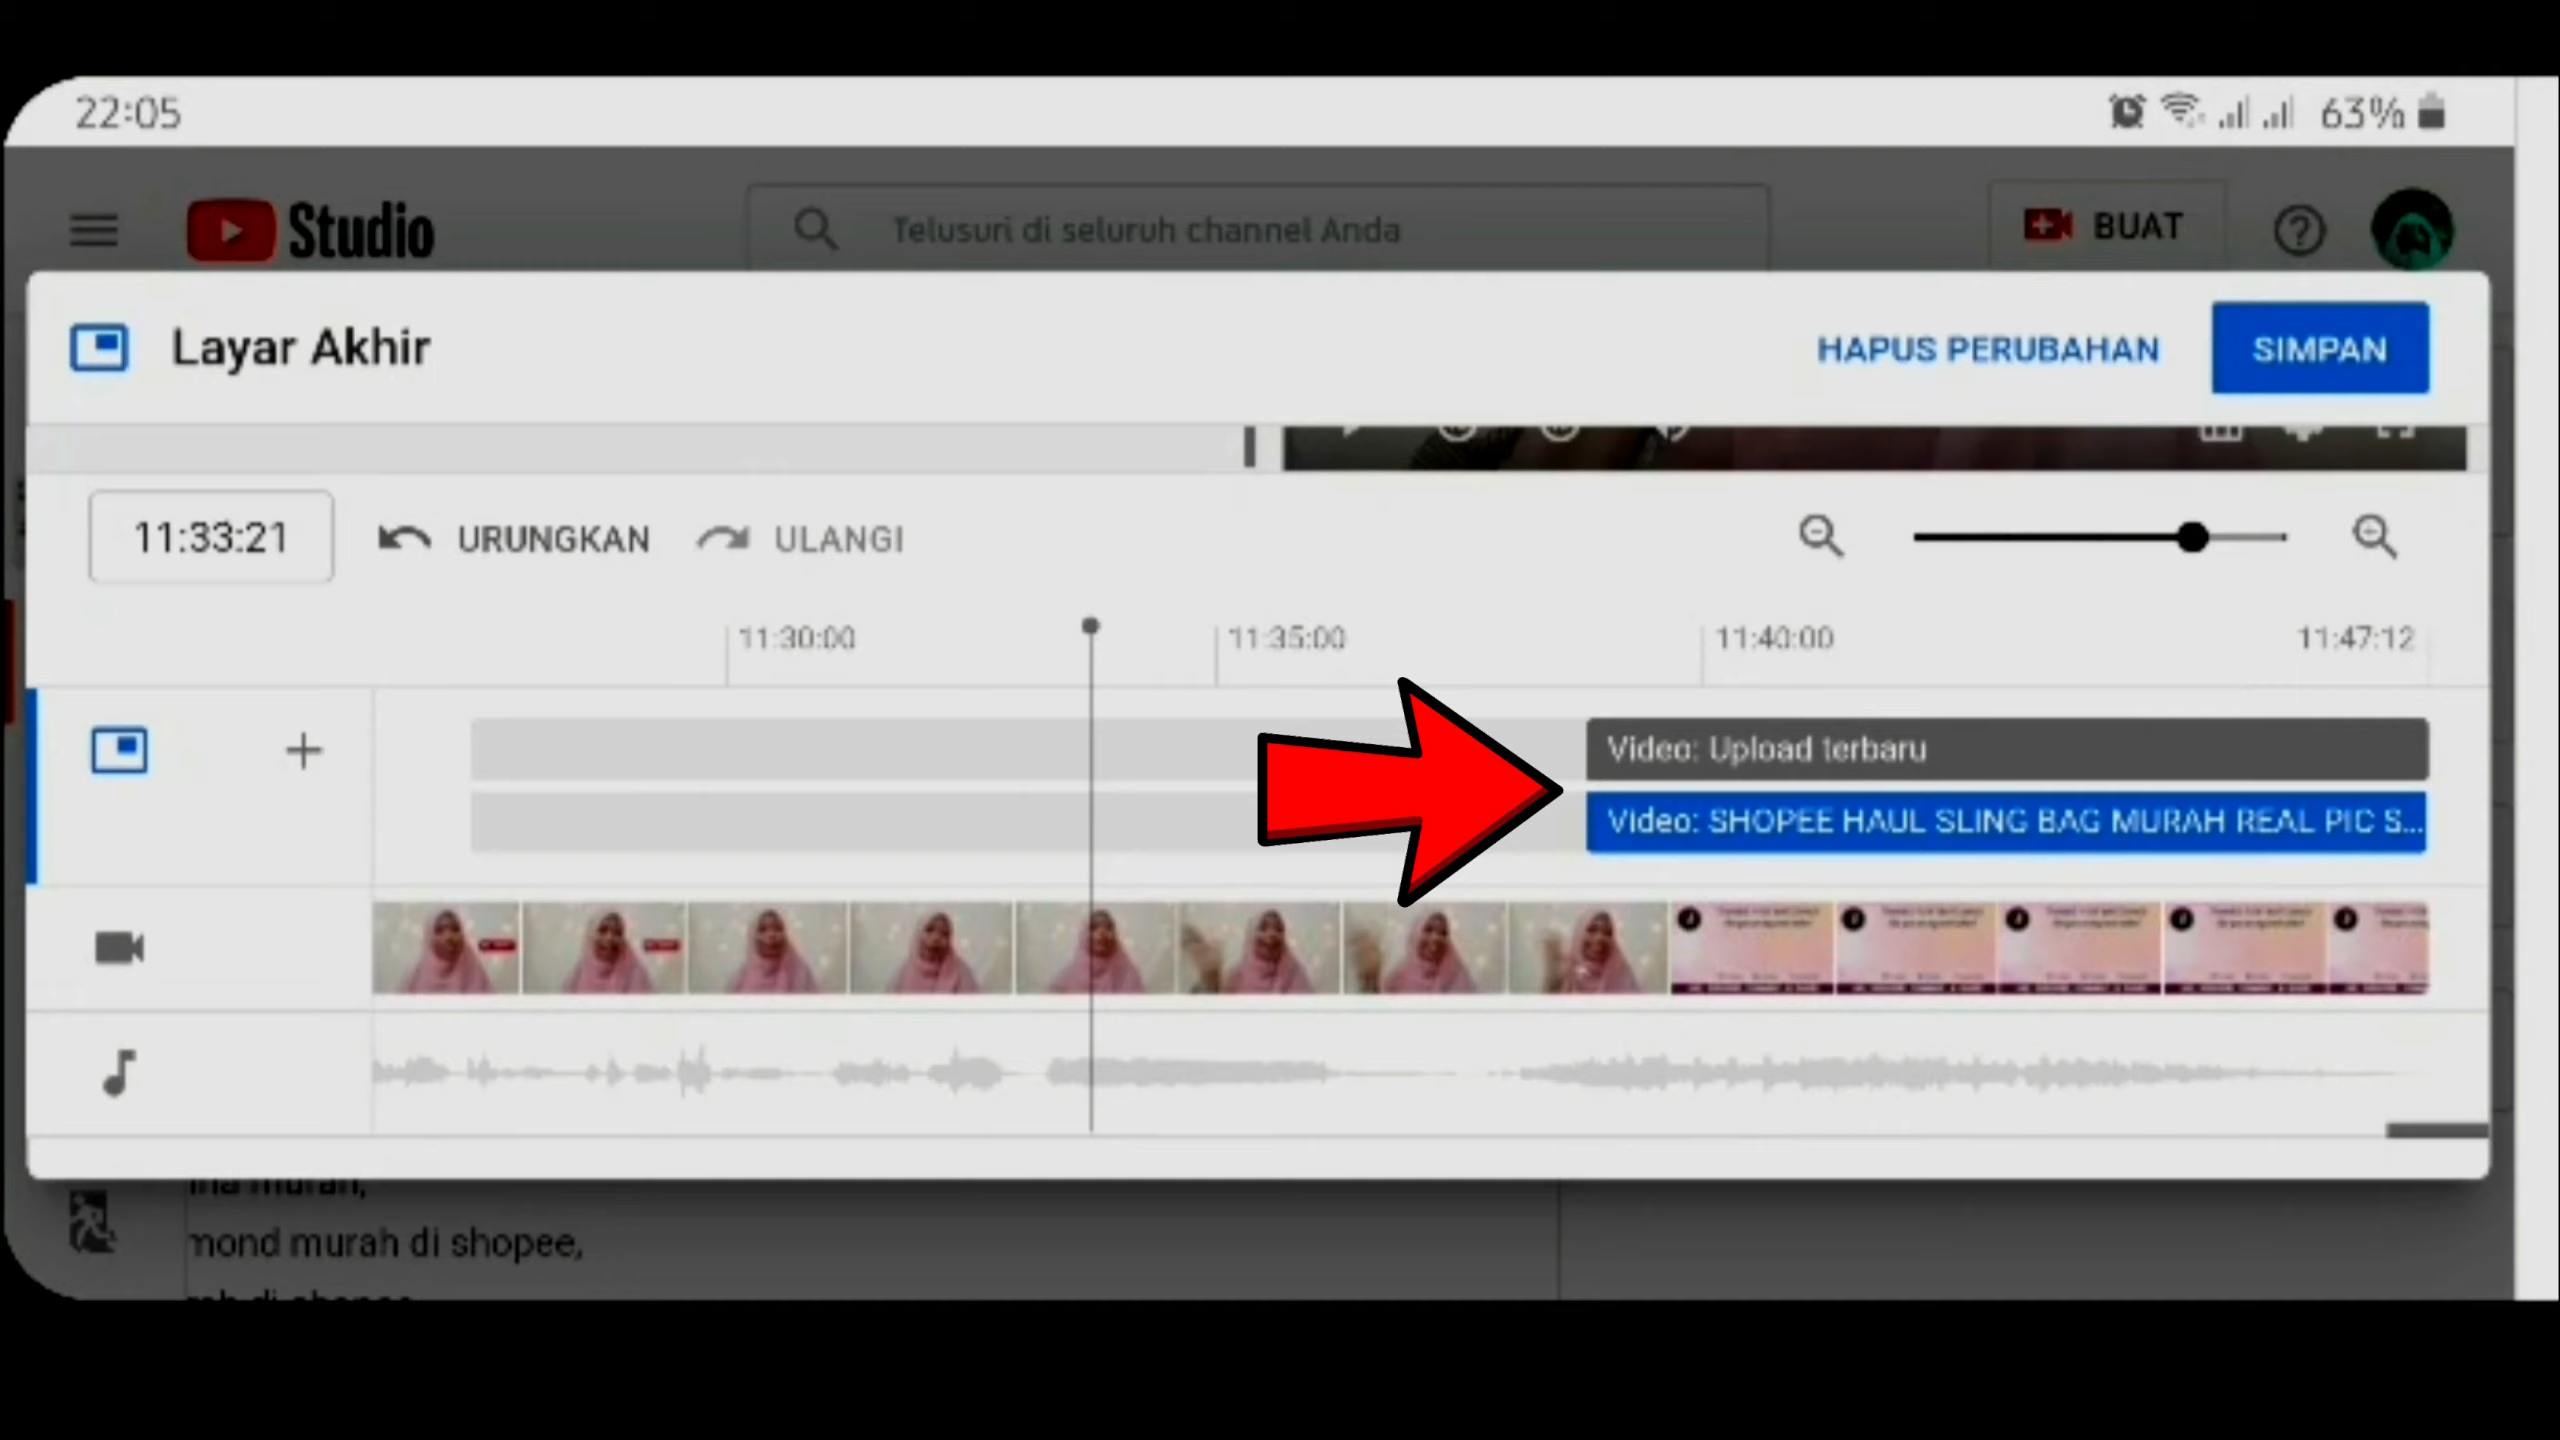 22:05
63%
Studio
Telusuri di seluruh channel Anda
BUAT
Layar Akhir
HAPUS PERUBAHAN
SIMPAN
11:33:21
URUNGKAN
ULANGI
11:30:00
11:35:00
11:40:00
11:47:12
Video: Upload terbaru
Video: SHOPEE HAUL SLING BAG MURAH REAL PIC S...
murah,
mond murah di shopee,